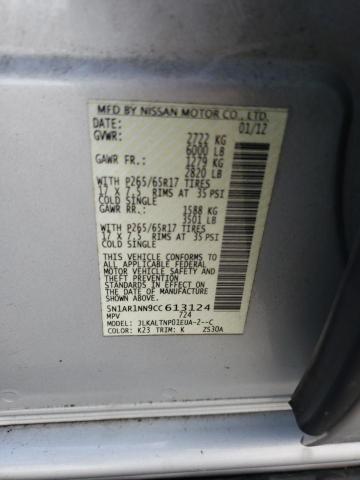 MFD BY NISSAN MOTOR CO., LTD.
DATE: 01/12
GVWR: 2722 KG
6000 LB
GAWR FR.: 1279 KG
2820 LB
WITH P265/65R17 TIRES
17 X 7.5 RIMS AT 35 PSI
COLD SINGLE
GAWR RR.: 1588 KG
3501 LB
WITH P265/65R17 TIRES
17 X 7.5 RIMS AT 35 PSI
COLD SINGLE
THIS VEHICLE CONFORMS TO ALL
APPLICABLE U.S. FEDERAL
MOTOR VEHICLE SAFETY
STANDARDS IN EFFECT ON THE
DATE OF MANUFACTURE SHOWN
ABOVE.
5N1AR1NN9CC613124
MPV 724
MODEL: JLKALTNP01EUA-2--C
COLOR: K23 TRIM: K ZS30A